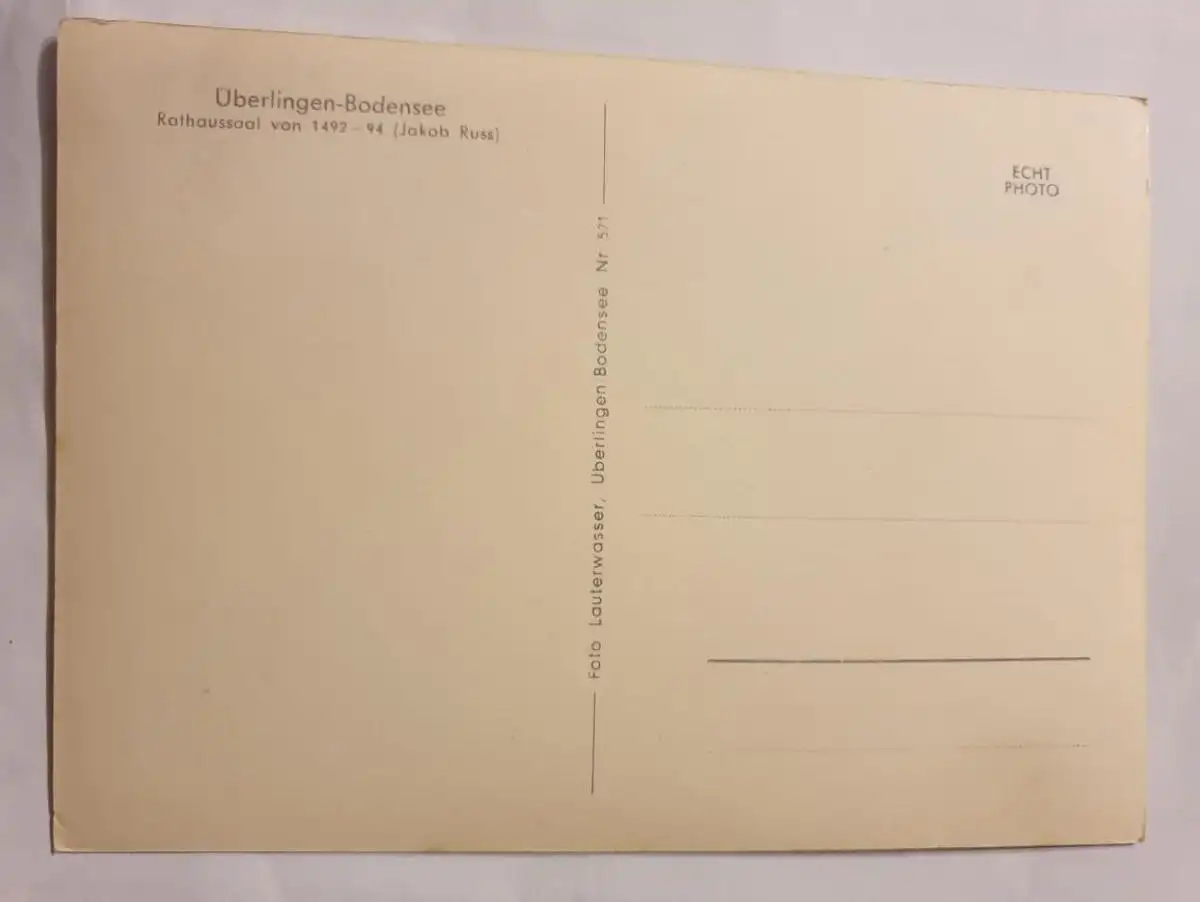 Überlingen-Bodensee
Rathaussaal von 1492-94 (Jakob Russ)
Foto Lauterwasser, Überlingen Bodensee Nr 571
ECHT
PHOTO